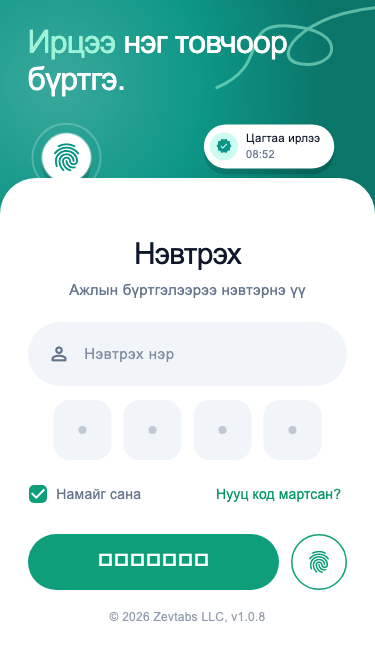 Ирцээ нэг товчоор
бүртгэ.
Цагтаа ирлээ
08:52
Нэвтрэх
Ажлын бүртгэлээрээ нэвтэрнэ үү
Нэвтрэх нэр
Намайг сана
Нууц код мартсан?
© 2026 Zevtabs LLC, v1.0.8